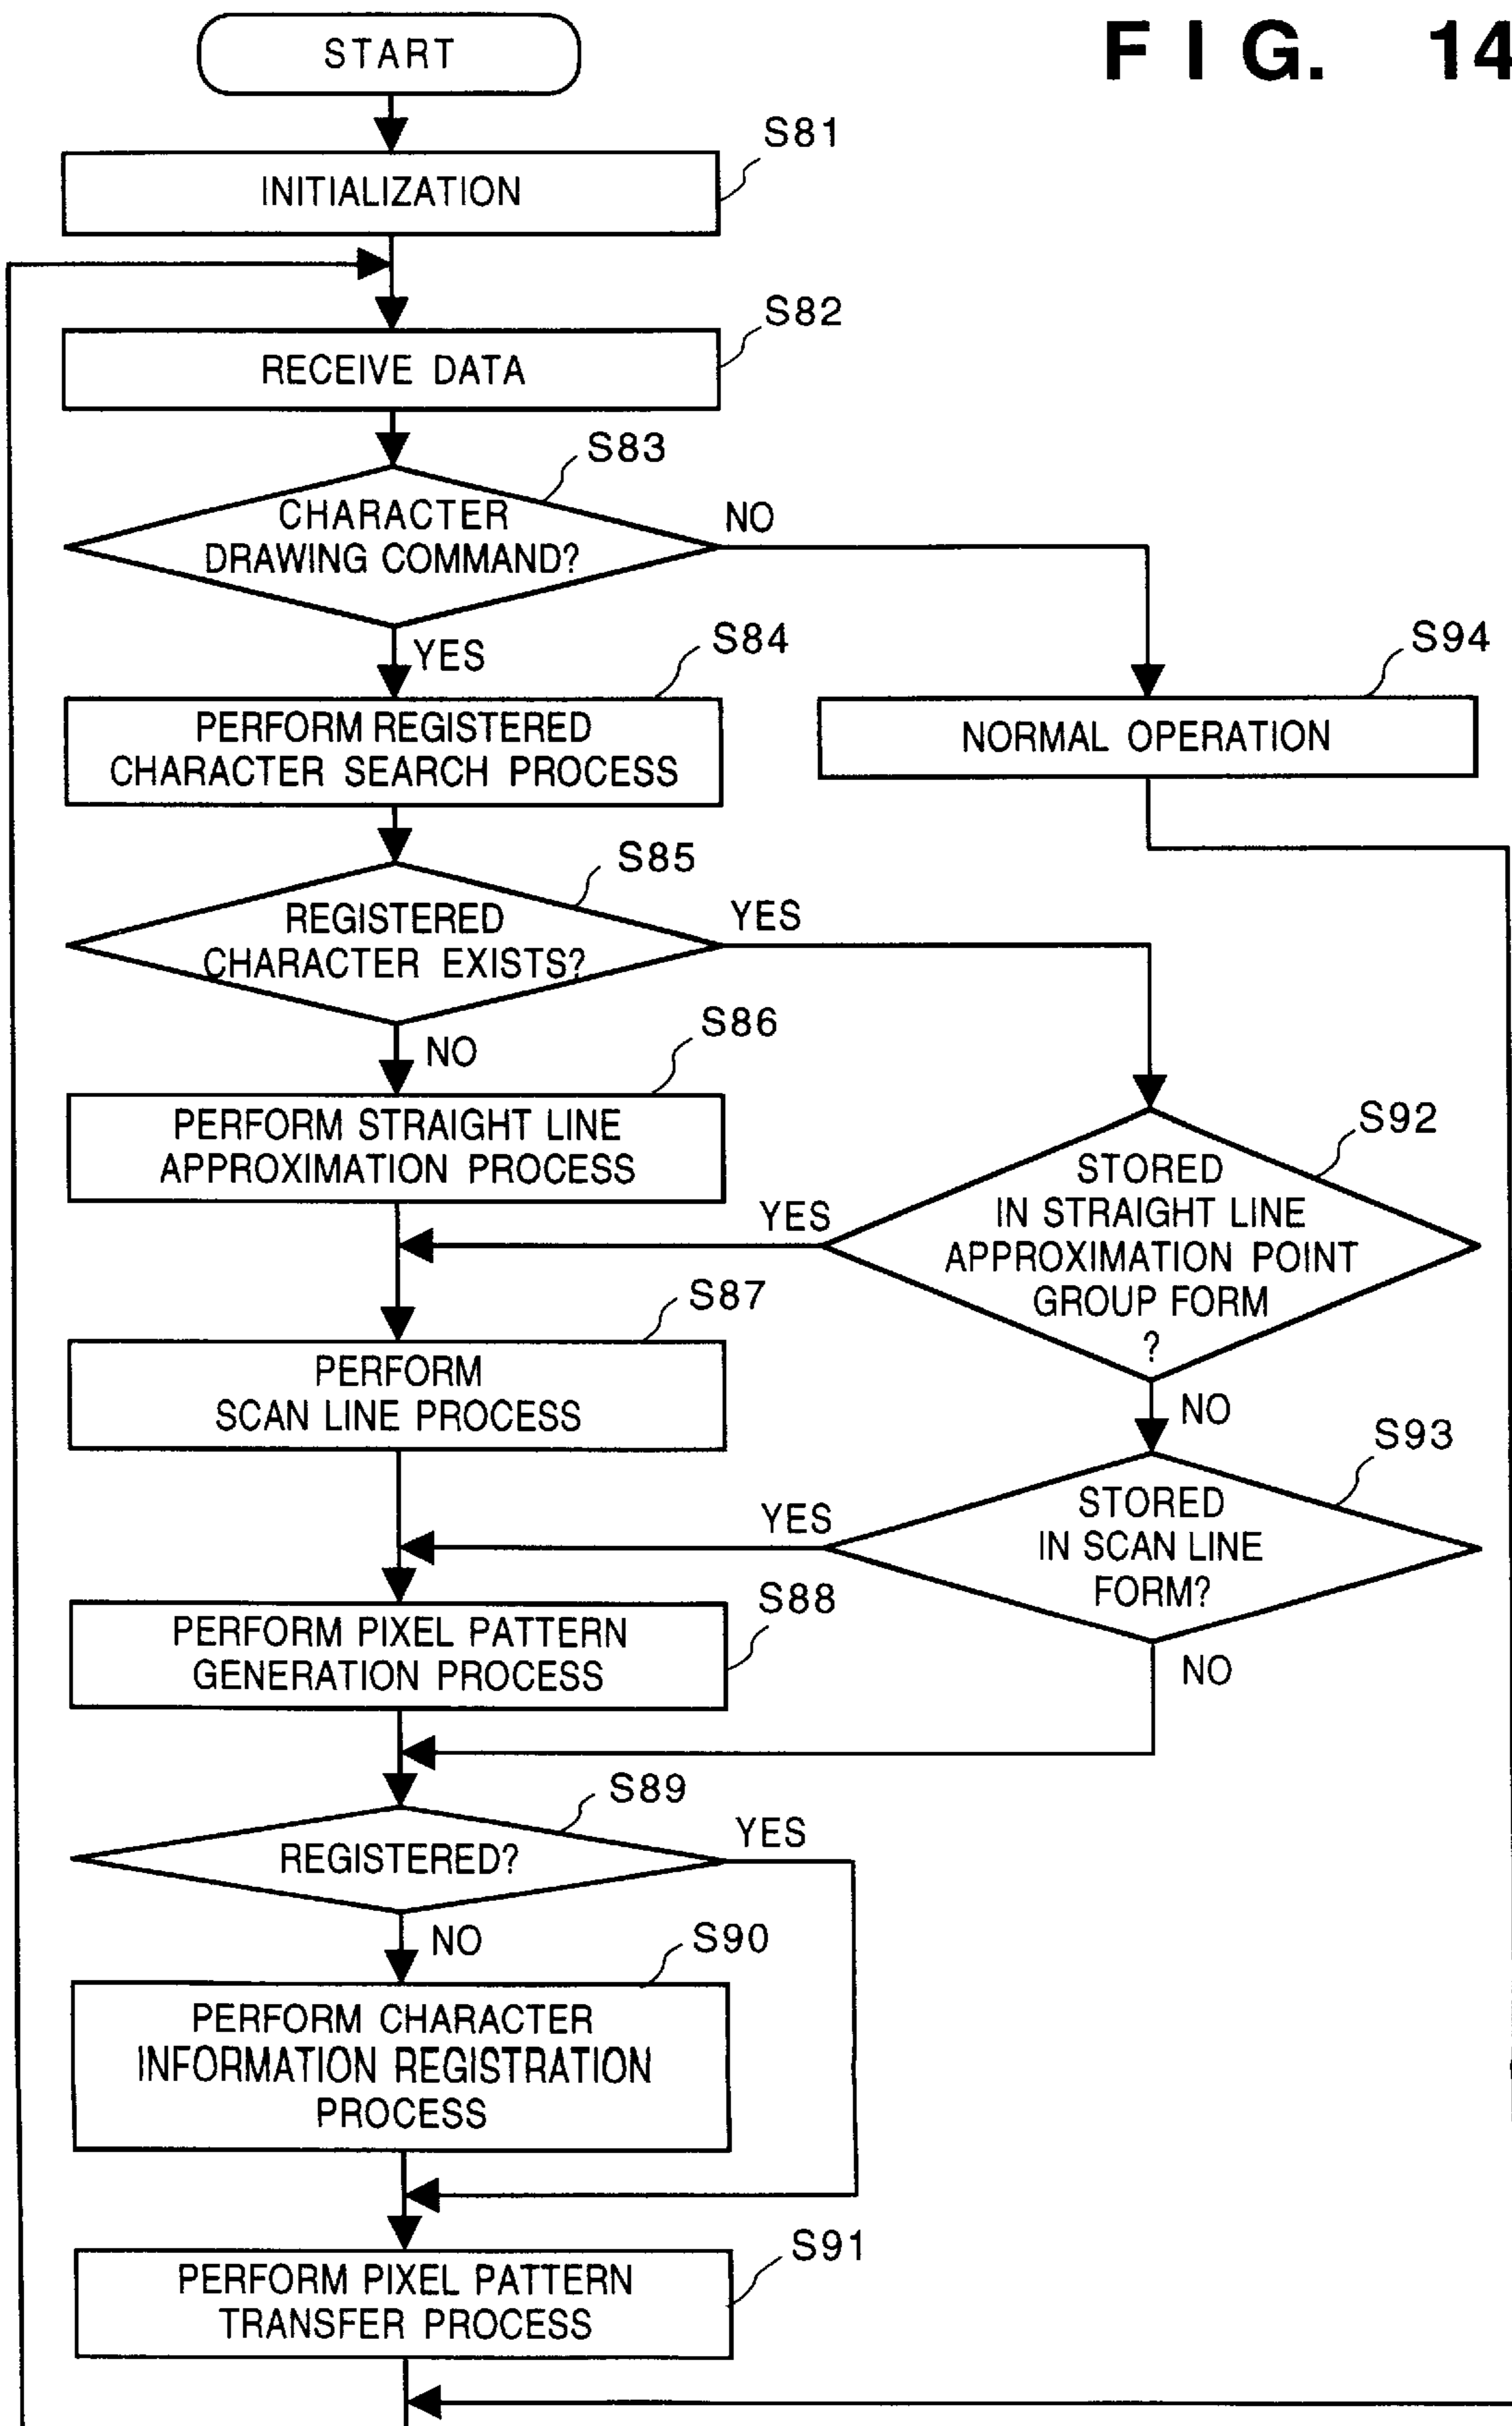 FIG. 14
START
S81
INITIALIZATION
S82
RECEIVE DATA
S83
CHARACTER
DRAWING COMMAND?
NO
YES
S84
PERFORM REGISTERED
CHARACTER SEARCH PROCESS
S94
NORMAL OPERATION
S85
REGISTERED
CHARACTER EXISTS?
YES
NO
S86
PERFORM STRAIGHT LINE
APPROXIMATION PROCESS
S92
STORED
IN STRAIGHT LINE
APPROXIMATION POINT
GROUP FORM
?
YES
NO
S87
PERFORM
SCAN LINE PROCESS
S93
STORED
IN SCAN LINE
FORM?
YES
NO
S88
PERFORM PIXEL PATTERN
GENERATION PROCESS
S89
REGISTERED?
YES
NO
S90
PERFORM CHARACTER
INFORMATION REGISTRATION
PROCESS
S91
PERFORM PIXEL PATTERN
TRANSFER PROCESS